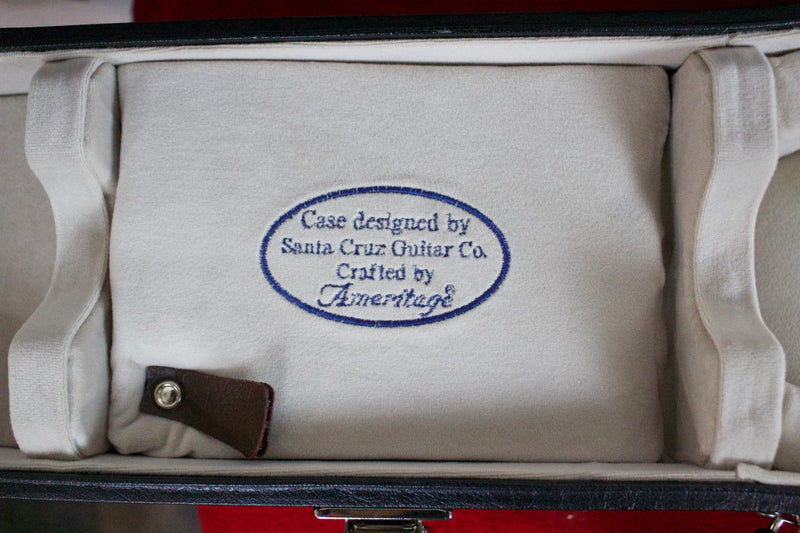 Case designed by
Santa Cruz Guitar Co.
Crafted by
Ameritage®